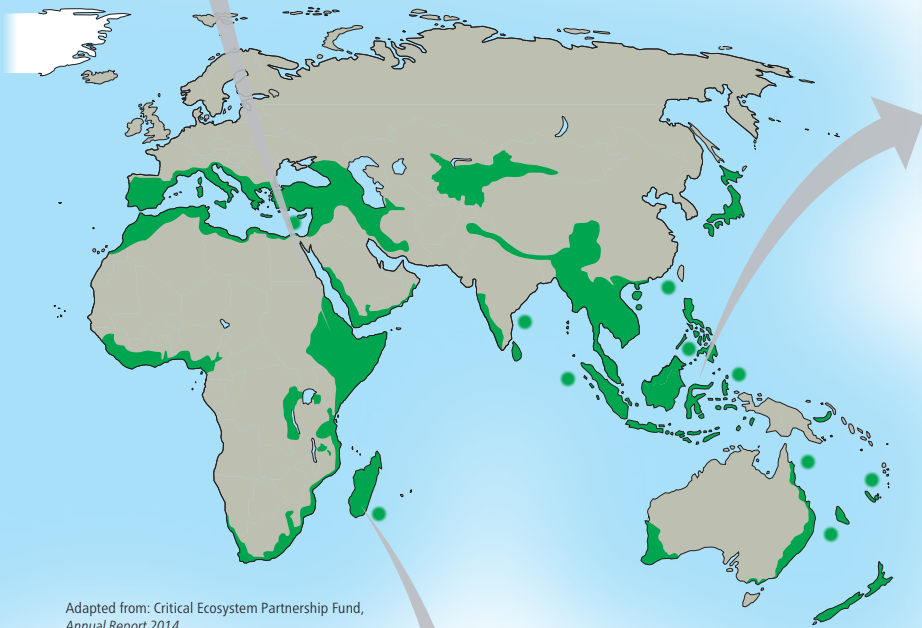 Adapted from: Critical Ecosystem Partnership Fund,
Annual Report 2014